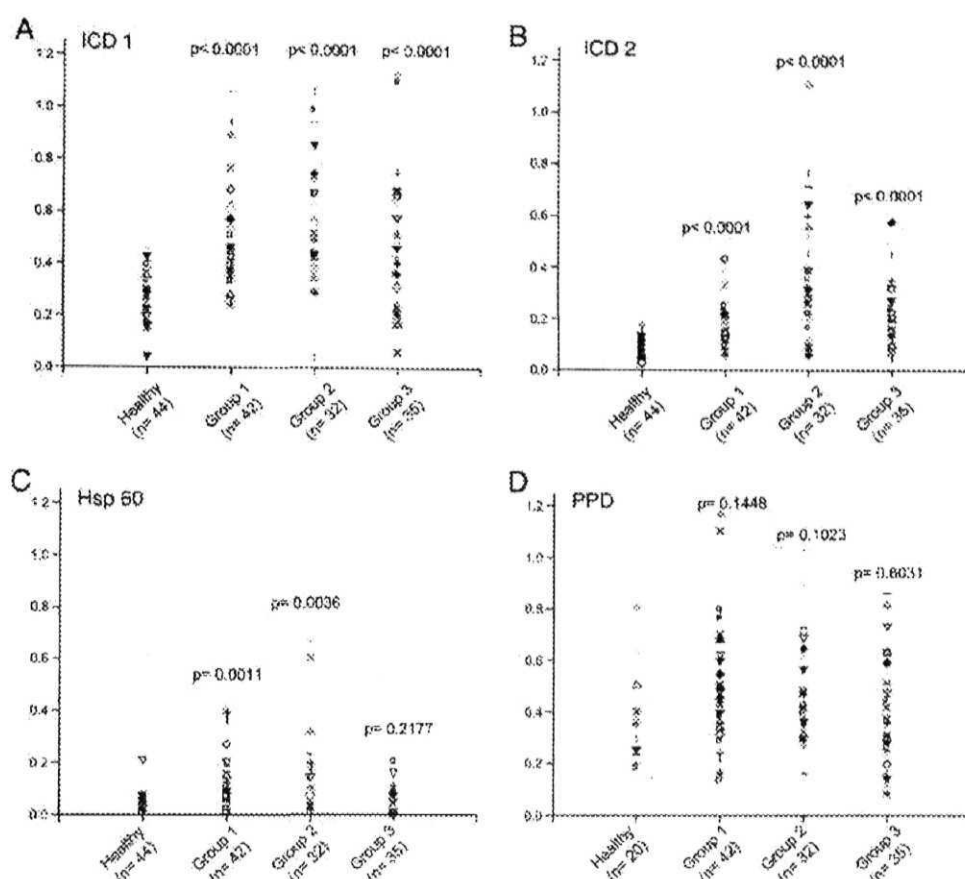 A ICD 1
p< 0.0001 p< 0.0001 p< 0.0001
1.2
1.0
0.8
0.6
0.4
0.2
0.0
Healthy (n= 44)
Group 1 (n= 42)
Group 2 (n= 32)
Group 3 (n= 35)
B ICD 2
p< 0.0001
p< 0.0001
p< 0.0001
1.2
1.0
0.8
0.6
0.4
0.2
0.0
Healthy (n= 44)
Group 1 (n= 42)
Group 2 (n= 32)
Group 3 (n= 35)
C Hsp 60
p= 0.0011
p= 0.0036
p= 0.2177
1.2
1.0
0.8
0.6
0.4
0.2
0.0
Healthy (n= 44)
Group 1 (n= 42)
Group 2 (n= 32)
Group 3 (n= 35)
D PPD
p= 0.1448
p= 0.1023
p= 0.6031
1.2
1.0
0.8
0.6
0.4
0.2
0.0
Healthy (n= 20)
Group 1 (n= 42)
Group 2 (n= 32)
Group 3 (n= 35)